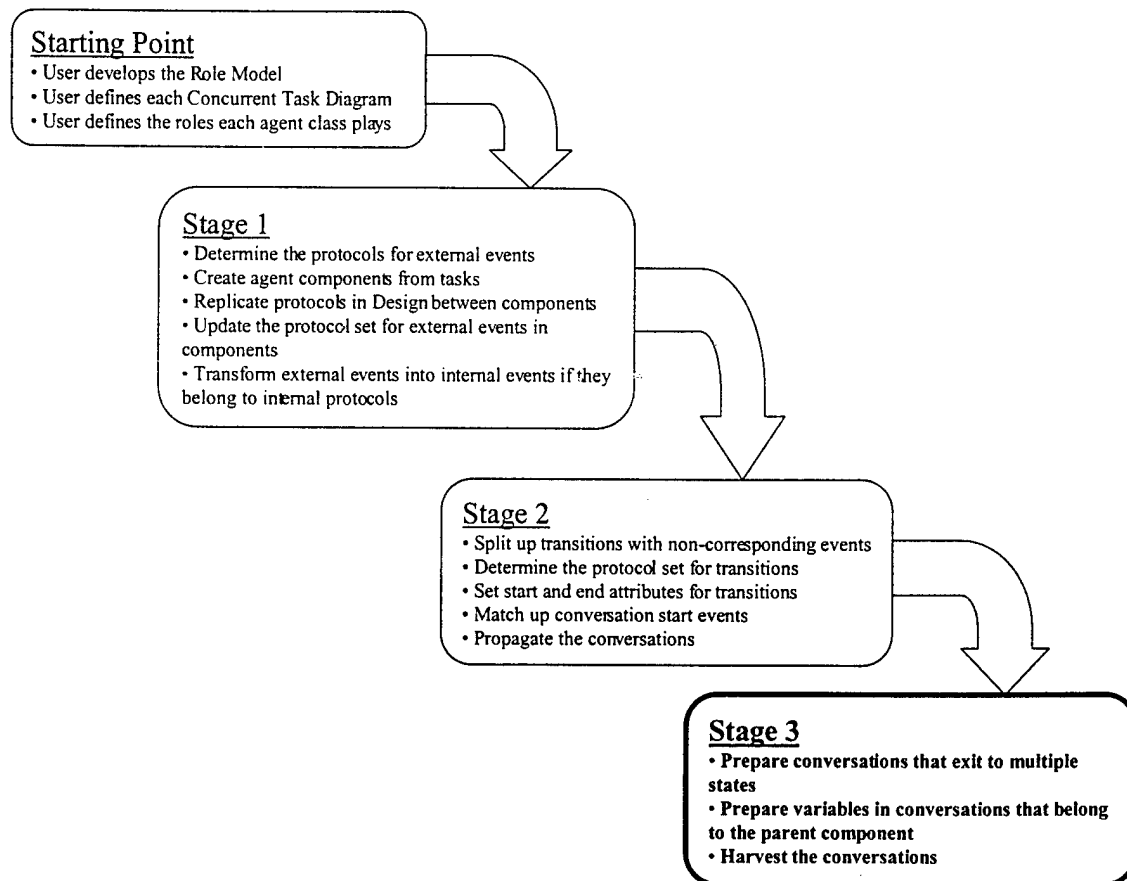 Starting Point
• User develops the Role Model
• User defines each Concurrent Task Diagram
• User defines the roles each agent class plays
Stage 1
• Determine the protocols for external events
• Create agent components from tasks
• Replicate protocols in Design between components
• Update the protocol set for external events in
components
• Transform external events into internal events if they
belong to internal protocols
Stage 2
• Split up transitions with non-corresponding events
• Determine the protocol set for transitions
• Set start and end attributes for transitions
• Match up conversation start events
• Propagate the conversations
Stage 3
• Prepare conversations that exit to multiple
states
• Prepare variables in conversations that belong
to the parent component
• Harvest the conversations